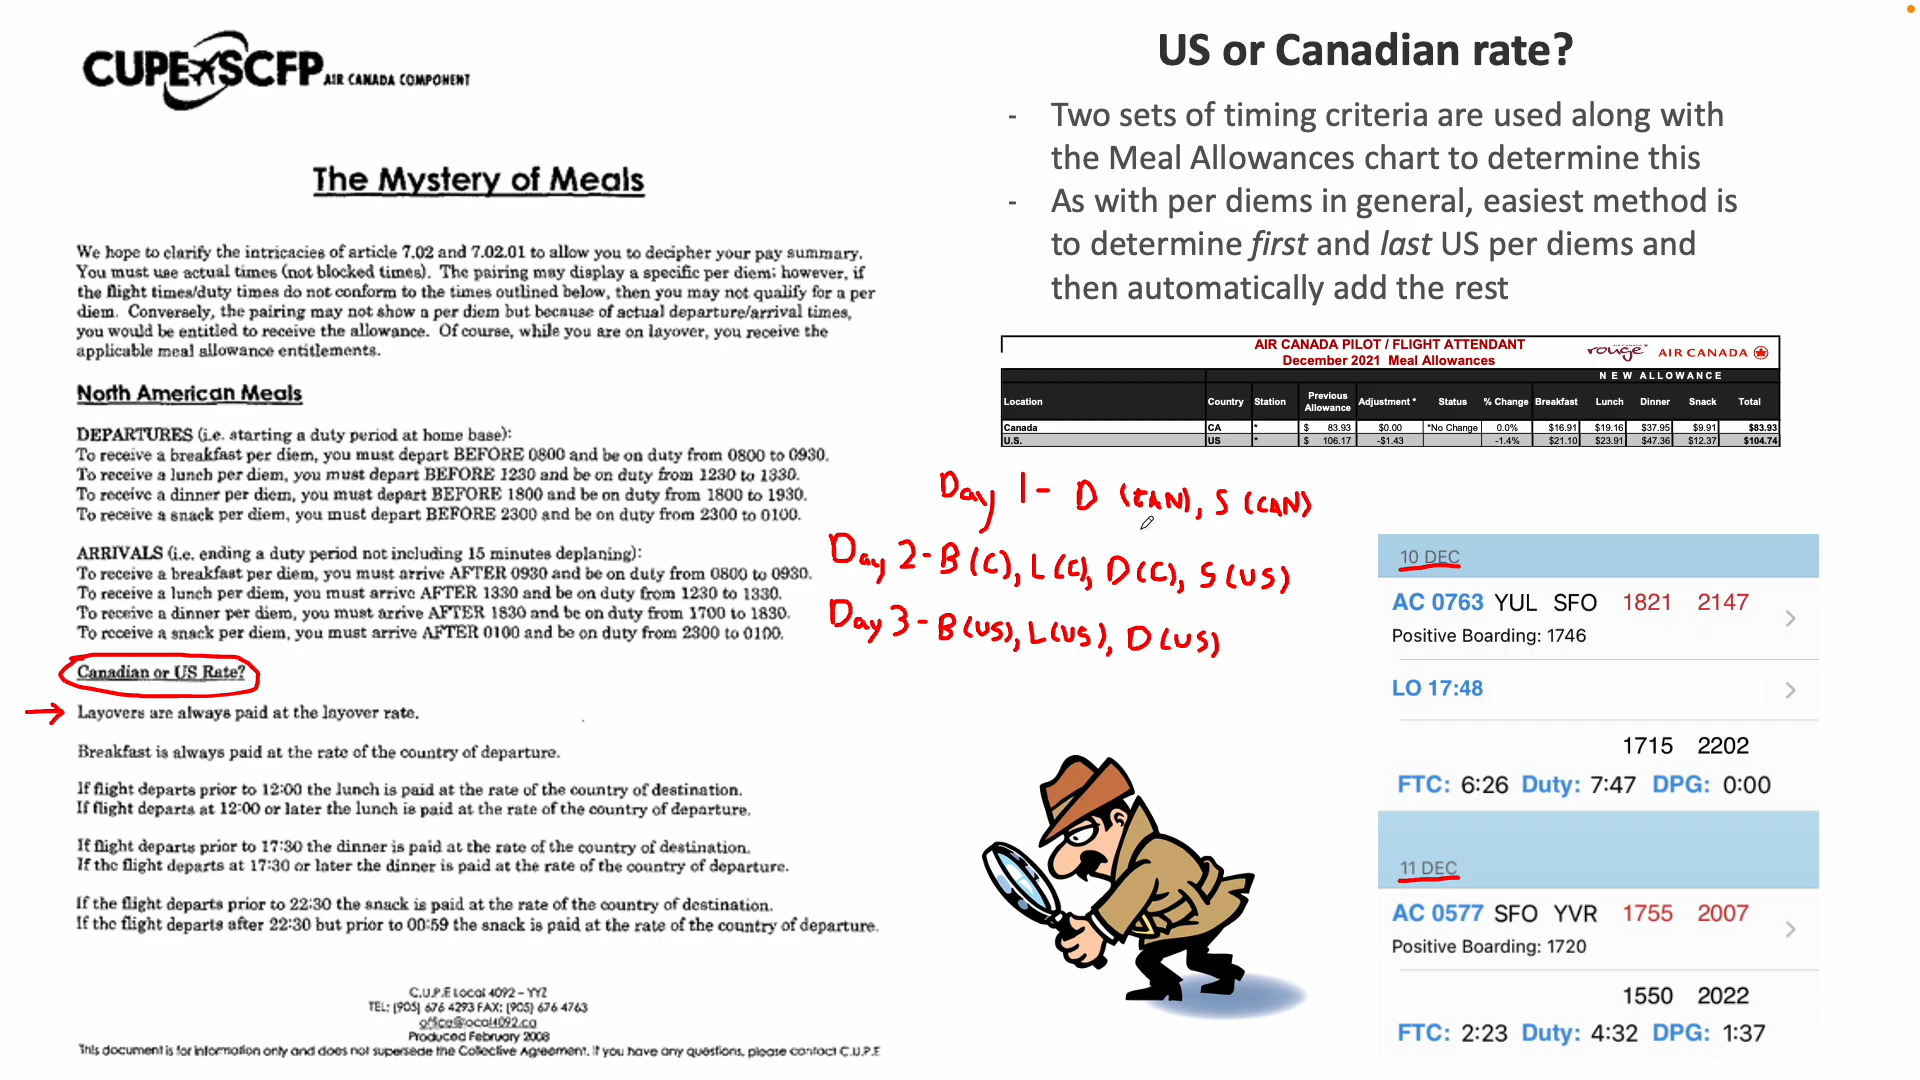 CUPE SCFP AIR CANADA COMPONENT
The Mystery of Meals
We hope to clarify the intricacies of article 7.02 and 7.02.01 to allow you to decipher your pay summary.
You must use actual times (not blocked times). The pairing may display a specific per diem; however, if
the flight times/duty times do not conform to the times outlined below, then you may not qualify for a per
diem. Conversely, the pairing may not show a per diem but because of actual departure/arrival times,
you would be entitled to receive the allowance. Of course, while you are on layover, you receive the
applicable meal allowance entitlements.
North American Meals
DEPARTURES (i.e. starting a duty period at home base):
To receive a breakfast per diem, you must depart BEFORE 0800 and be on duty from 0800 to 0930.
To receive a lunch per diem, you must depart BEFORE 1230 and be on duty from 1230 to 1330.
To receive a dinner per diem, you must depart BEFORE 1800 and be on duty from 1800 to 1930.
To receive a snack per diem, you must depart BEFORE 2300 and be on duty from 2300 to 0100.
ARRIVALS (i.e. ending a duty period not including 15 minutes deplaning):
To receive a breakfast per diem, you must arrive AFTER 0930 and be on duty from 0800 to 0930.
To receive a lunch per diem, you must arrive AFTER 1330 and be on duty from 1230 to 1330.
To receive a dinner per diem, you must arrive AFTER 1830 and be on duty from 1700 to 1830.
To receive a snack per diem, you must arrive AFTER 0100 and be on duty from 2300 to 0100.
Canadian or US Rate?
Layovers are always paid at the layover rate.
Breakfast is always paid at the rate of the country of departure.
If flight departs prior to 12:00 the lunch is paid at the rate of the country of destination.
If flight departs at 12:00 or later the lunch is paid at the rate of the country of departure.
If flight departs prior to 17:30 the dinner is paid at the rate of the country of destination.
If the flight departs at 17:30 or later the dinner is paid at the rate of the country of departure.
If the flight departs prior to 22:30 the snack is paid at the rate of the country of destination.
If the flight departs after 22:30 but prior to 00:59 the snack is paid at the rate of the country of departure.
C.U.P.E Local 4092 – YYZ
TEL: (905) 676 4293 FAX: (905) 676 4763
office@local4092.ca
Produced February 2008
This document is for information only and does not supersede the Collective Agreement. If you have any questions, please contact C.U.P.E
US or Canadian rate?
- Two sets of timing criteria are used along with
the Meal Allowances chart to determine this
- As with per diems in general, easiest method is
to determine first and last US per diems and
then automatically add the rest
AIR CANADA PILOT / FLIGHT ATTENDANT
December 2021 Meal Allowances
rouge AIR CANADA
NEW ALLOWANCE
Location Country Station Previous Allowance Adjustment * Status % Change Breakfast Lunch Dinner Snack Total
Canada CA * $ 83.93 $0.00 *No Change 0.0% $16.91 $19.16 $37.95 $9.91 $83.93
U.S. US * $ 106.17 -$1.43 -1.4% $21.10 $23.91 $47.36 $12.37 $104.74
Day 1- D (CAN), S (CAN)
Day 2- B (C), L (C), D (C), S (US)
Day 3- B (US), L (US), D (US)
10 DEC
AC 0763 YUL SFO 1821 2147
Positive Boarding: 1746
LO 17:48
1715 2202
FTC: 6:26 Duty: 7:47 DPG: 0:00
11 DEC
AC 0577 SFO YVR 1755 2007
Positive Boarding: 1720
1550 2022
FTC: 2:23 Duty: 4:32 DPG: 1:37